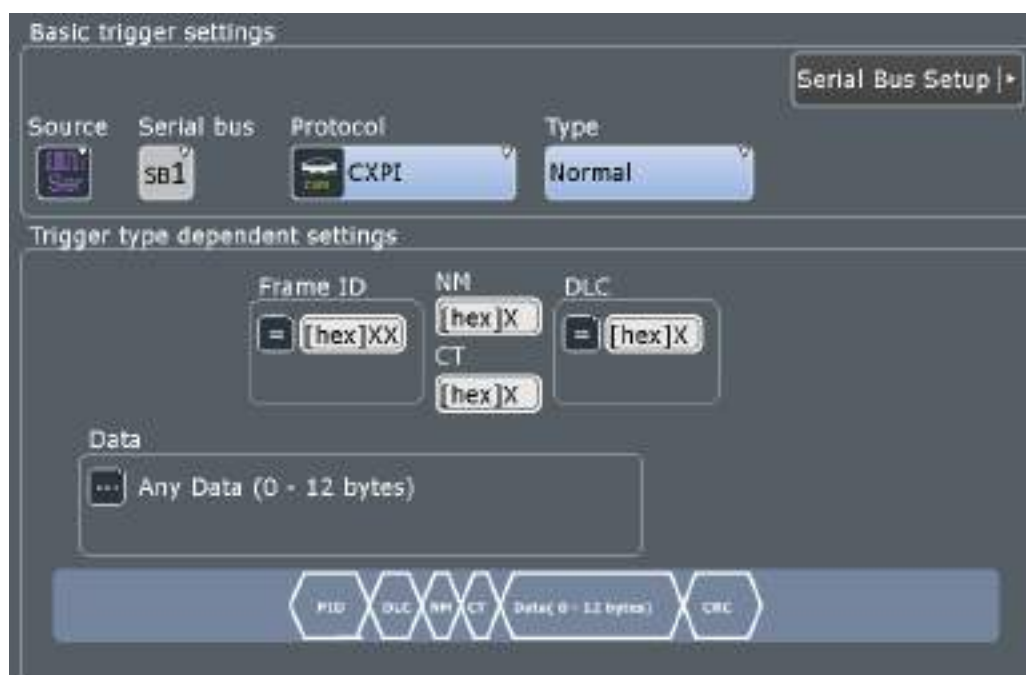 Basic trigger settings
Serial Bus Setup
Source Serial bus Protocol Type
Ser SB1 CXPI Normal
Trigger type dependent settings
Frame ID NM DLC
= [hex]XX [hex]X = [hex]X
CT
[hex]X
Data
... Any Data (0 - 12 bytes)
PID DLC NM CT Data( 0 - 12 bytes) CRC